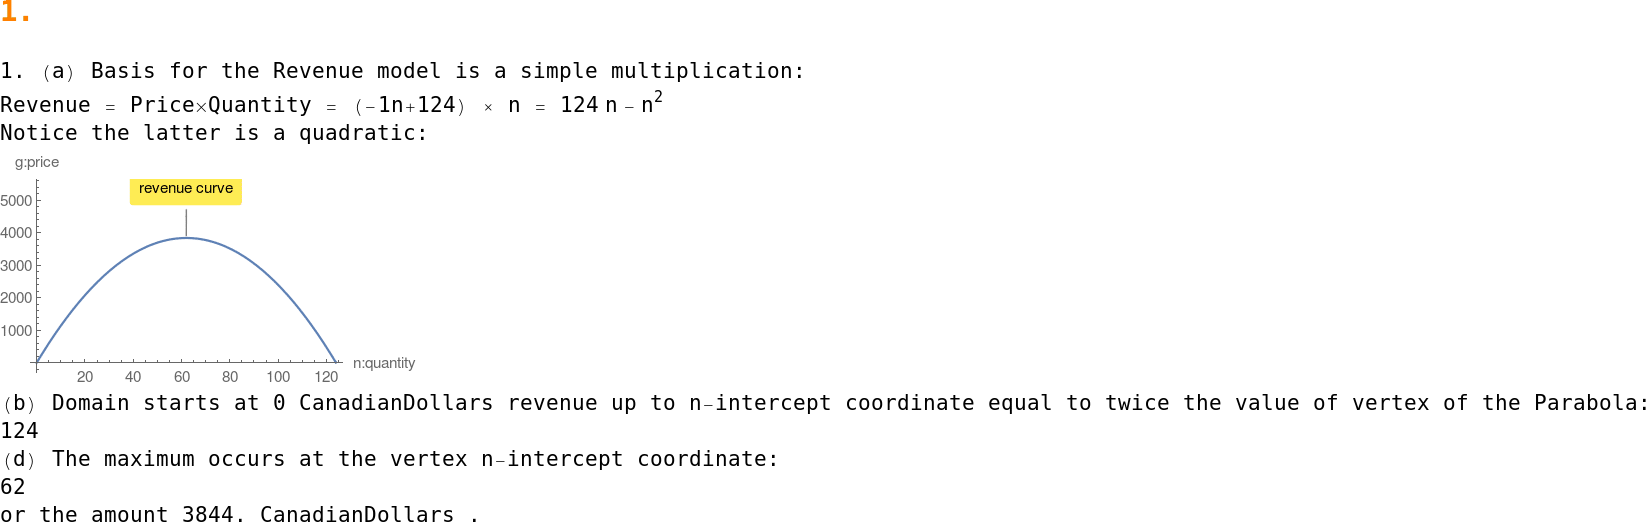 1.
1. (a) Basis for the Revenue model is a simple multiplication:
Revenue = Price×Quantity = (-1n+124) × n = 124 n - n²
Notice the latter is a quadratic:
g:price
revenue curve
5000
4000
3000
2000
1000
n:quantity
20 40 60 80 100 120
(b) Domain starts at 0 CanadianDollars revenue up to n-intercept coordinate equal to twice the value of vertex of the Parabola:
124
(d) The maximum occurs at the vertex n-intercept coordinate:
62
or the amount 3844. CanadianDollars .